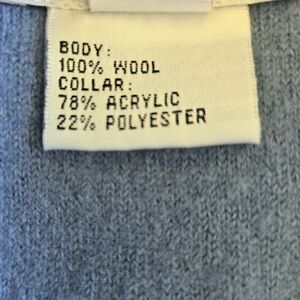 BODY:
100% WOOL
COLLAR:
78% ACRYLIC
22% POLYESTER